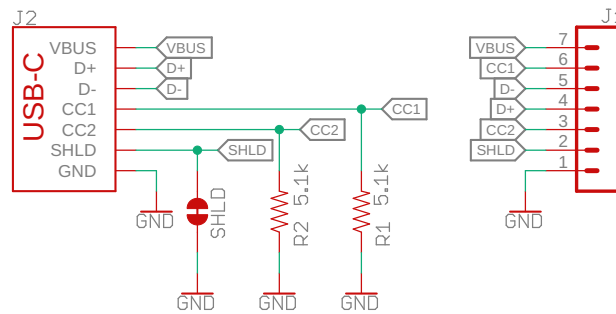 J2
USB-C
VBUS
D+
D-
CC1
CC2
SHLD
GND
VBUS
D+
D-
CC1
CC2
SHLD
GND
SHLD
GND
R2 5.1k
GND
R1 5.1k
GND
VBUS 7
CC1 6
D- 5
D+ 4
CC2 3
SHLD 2
1
GND